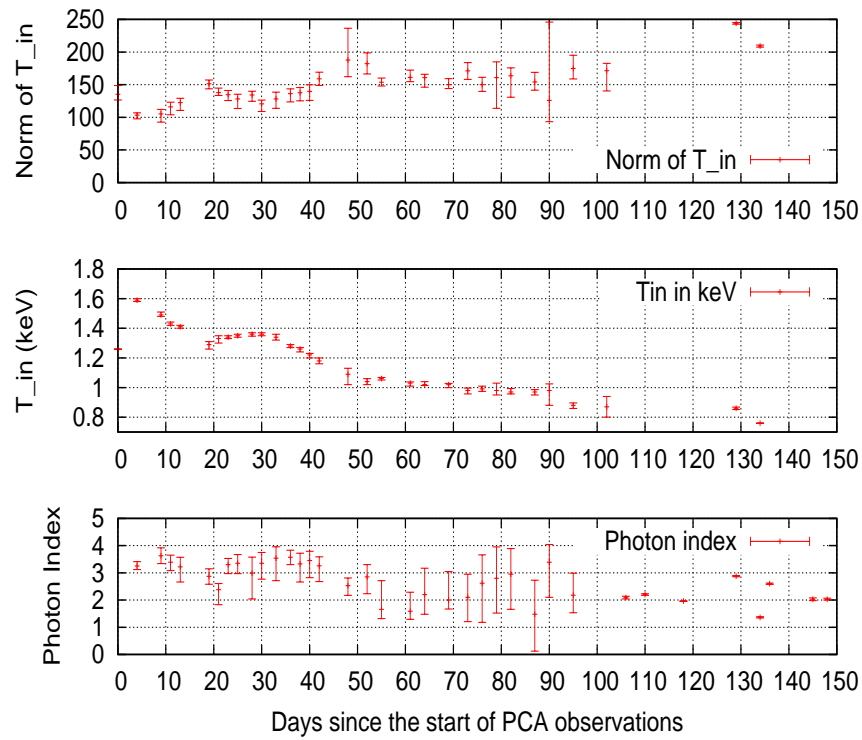 Norm of T_in
250
200
150
100
50
0
Norm of T_in
0 10 20 30 40 50 60 70 80 90 100 110 120 130 140 150
T_in (keV)
1.8
1.6
1.4
1.2
1
0.8
Tin in keV
0 10 20 30 40 50 60 70 80 90 100 110 120 130 140 150
Photon Index
5
4
3
2
1
0
Photon index
0 10 20 30 40 50 60 70 80 90 100 110 120 130 140 150
Days since the start of PCA observations